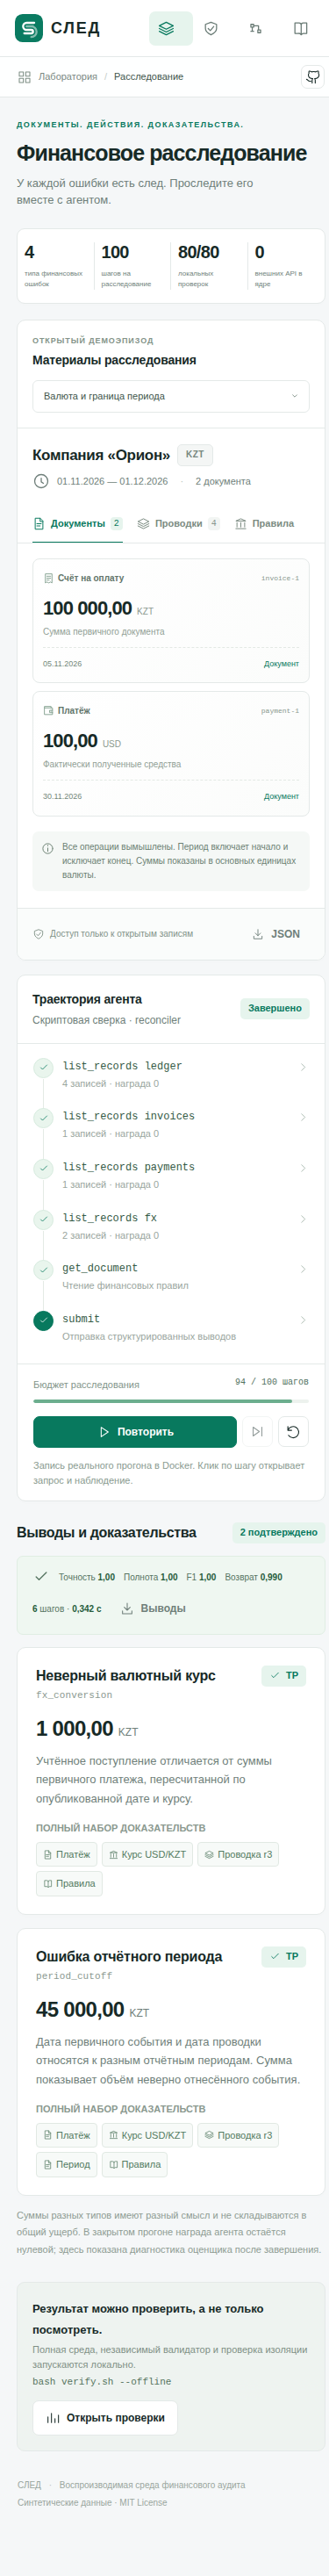 СЛЕД
Лаборатория / Расследование
ДОКУМЕНТЫ. ДЕЙСТВИЯ. ДОКАЗАТЕЛЬСТВА.
Финансовое расследование
У каждой ошибки есть след. Проследите его
вместе с агентом.
4 100 80/80 0
типа финансовых шагов на локальных внешних API в
ошибок расследование проверок ядре
ОТКРЫТЫЙ ДЕМОЭПИЗОД
Материалы расследования
Валюта и граница периода
Компания «Орион» KZT
01.11.2026 — 01.12.2026 · 2 документа
Документы 2 Проводки 4 Правила
Счёт на оплату invoice-1
100 000,00 KZT
Сумма первичного документа
05.11.2026 Документ
Платёж payment-1
100,00 USD
Фактически полученные средства
30.11.2026 Документ
Все операции вымышлены. Период включает начало и
исключает конец. Суммы показаны в основных единицах
валюты.
Доступ только к открытым записям JSON
Траектория агента
Завершено
Скриптовая сверка · reconciler
list_records ledger
4 записей · награда 0
list_records invoices
1 записей · награда 0
list_records payments
1 записей · награда 0
list_records fx
2 записей · награда 0
get_document
Чтение финансовых правил
submit
Отправка структурированных выводов
Бюджет расследования 94 / 100 шагов
Повторить
Запись реального прогона в Docker. Клик по шагу открывает
запрос и наблюдение.
Выводы и доказательства 2 подтверждено
Точность 1,00 Полнота 1,00 F1 1,00 Возврат 0,990
6 шагов · 0,342 с Выводы
Неверный валютный курс TP
fx_conversion
1 000,00 KZT
Учтённое поступление отличается от суммы
первичного платежа, пересчитанной по
опубликованной дате и курсу.
ПОЛНЫЙ НАБОР ДОКАЗАТЕЛЬСТВ
Платёж Курс USD/KZT Проводка r3
Правила
Ошибка отчётного периода TP
period_cutoff
45 000,00 KZT
Дата первичного события и дата проводки
относятся к разным отчётным периодам. Сумма
показывает объём неверно отнесённого события.
ПОЛНЫЙ НАБОР ДОКАЗАТЕЛЬСТВ
Платёж Курс USD/KZT Проводка r3
Период Правила
Суммы разных типов имеют разный смысл и не складываются в
общий ущерб. В закрытом прогоне награда агента остаётся
нулевой; здесь показана диагностика оценщика после завершения.
Результат можно проверить, а не только
посмотреть.
Полная среда, независимый валидатор и проверка изоляции
запускаются локально.
bash verify.sh --offline
Открыть проверки
СЛЕД · Воспроизводимая среда финансового аудита
Синтетические данные · MIT License